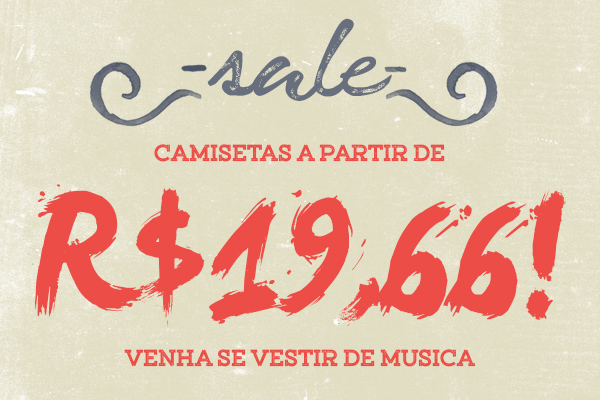 -sale-
CAMISETAS A PARTIR DE
R$19,66!
VENHA SE VESTIR DE MUSICA